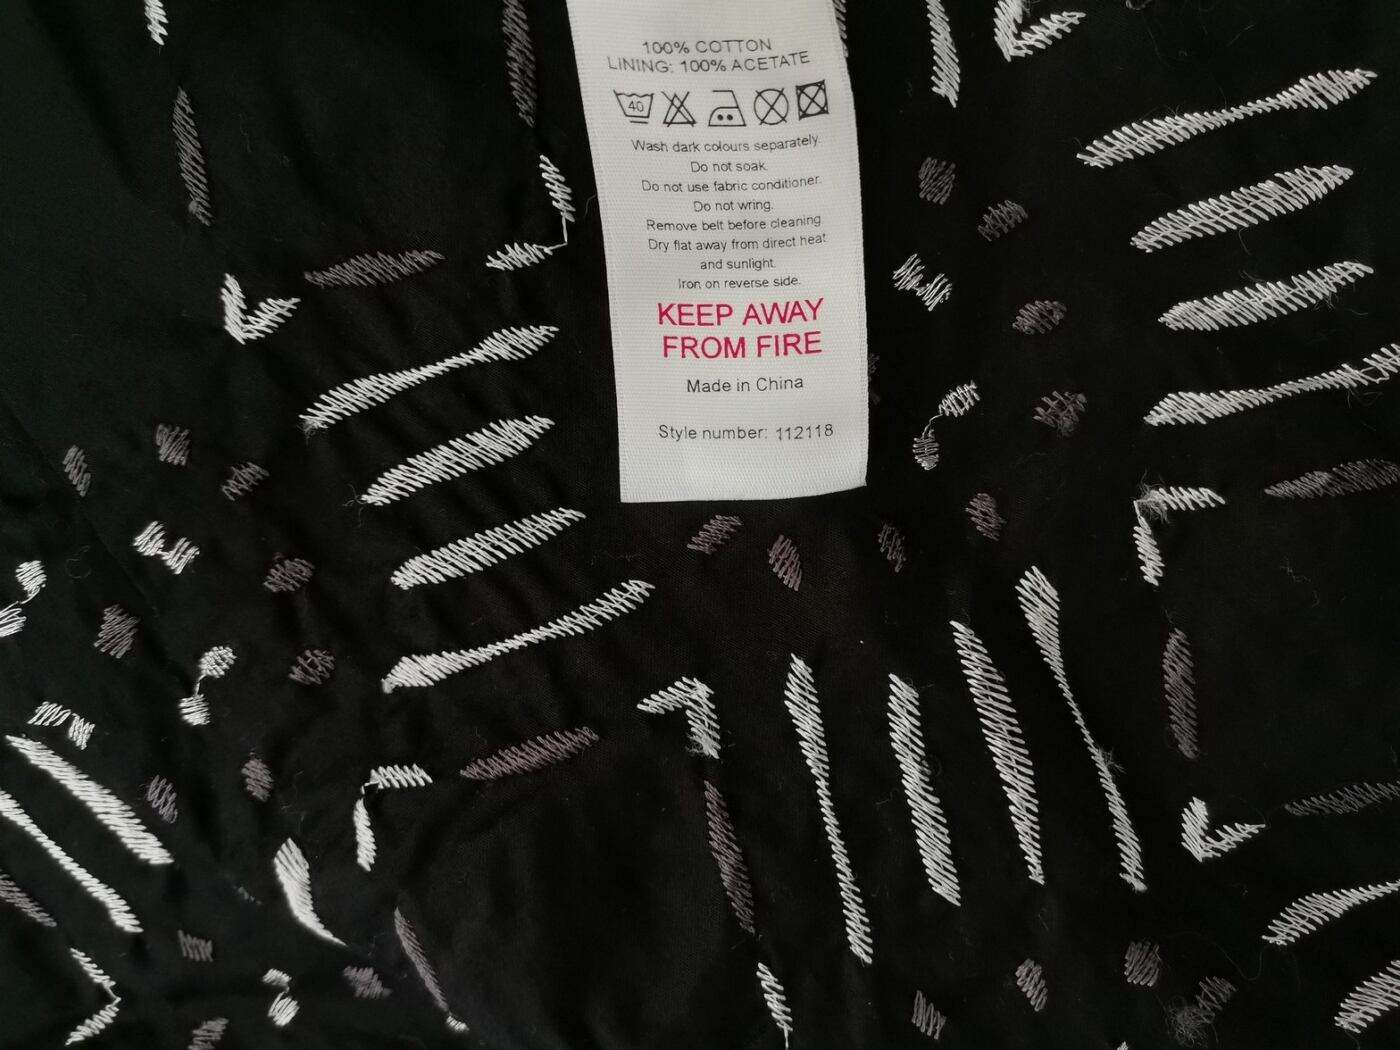 100% COTTON
LINING: 100% ACETATE
40
Wash dark colours separately.
Do not soak.
Do not use fabric conditioner.
Do not wring.
Remove belt before cleaning
Dry flat away from direct heat
and sunlight.
Iron on reverse side.
KEEP AWAY
FROM FIRE
Made in China
Style number: 112118